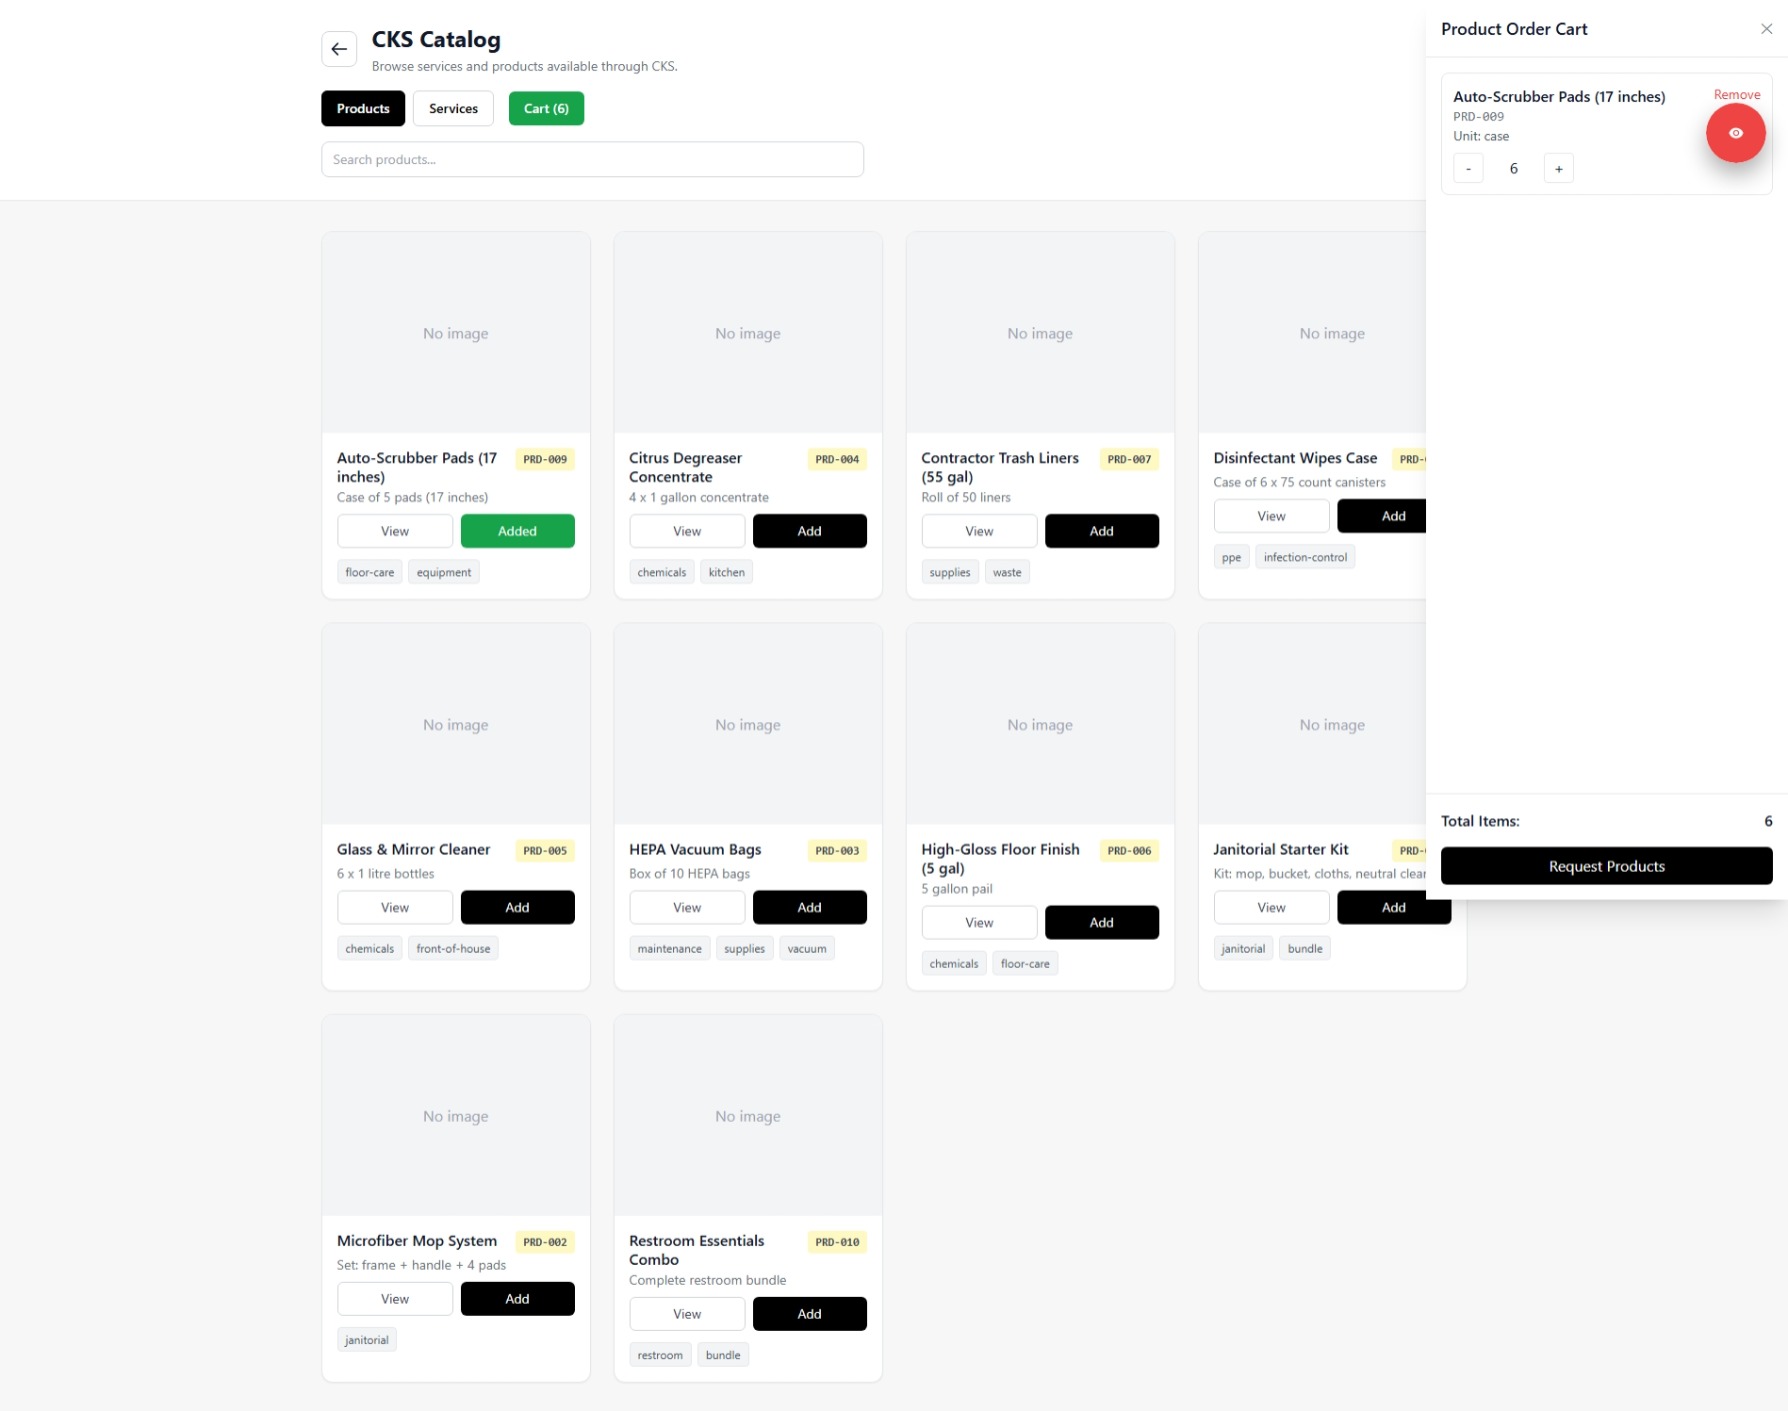 CKS Catalog
Browse services and products available through CKS.
Products
Services
Cart (6)
Search products...
Product Order Cart
Auto-Scrubber Pads (17 inches)
Remove
PRD-009
Unit: case
-
6
+
No image
No image
No image
No image
Auto-Scrubber Pads (17
inches)
PRD-009
Case of 5 pads (17 inches)
View
Added
floor-care
equipment
Citrus Degreaser
Concentrate
PRD-004
4 x 1 gallon concentrate
View
Add
chemicals
kitchen
Contractor Trash Liners
(55 gal)
PRD-007
Roll of 50 liners
View
Add
supplies
waste
Disinfectant Wipes Case
PRD-
Case of 6 x 75 count canisters
View
Add
ppe
infection-control
No image
No image
No image
No image
Glass & Mirror Cleaner
PRD-005
6 x 1 litre bottles
View
Add
chemicals
front-of-house
HEPA Vacuum Bags
PRD-003
Box of 10 HEPA bags
View
Add
maintenance
supplies
vacuum
High-Gloss Floor Finish
(5 gal)
PRD-006
5 gallon pail
View
Add
chemicals
floor-care
Janitorial Starter Kit
PRD-
Kit: mop, bucket, cloths, neutral
View
Add
janitorial
bundle
Total Items:
6
Request Products
No image
No image
Microfiber Mop System
PRD-002
Set: frame + handle + 4 pads
View
Add
janitorial
Restroom Essentials
Combo
PRD-010
Complete restroom bundle
View
Add
restroom
bundle